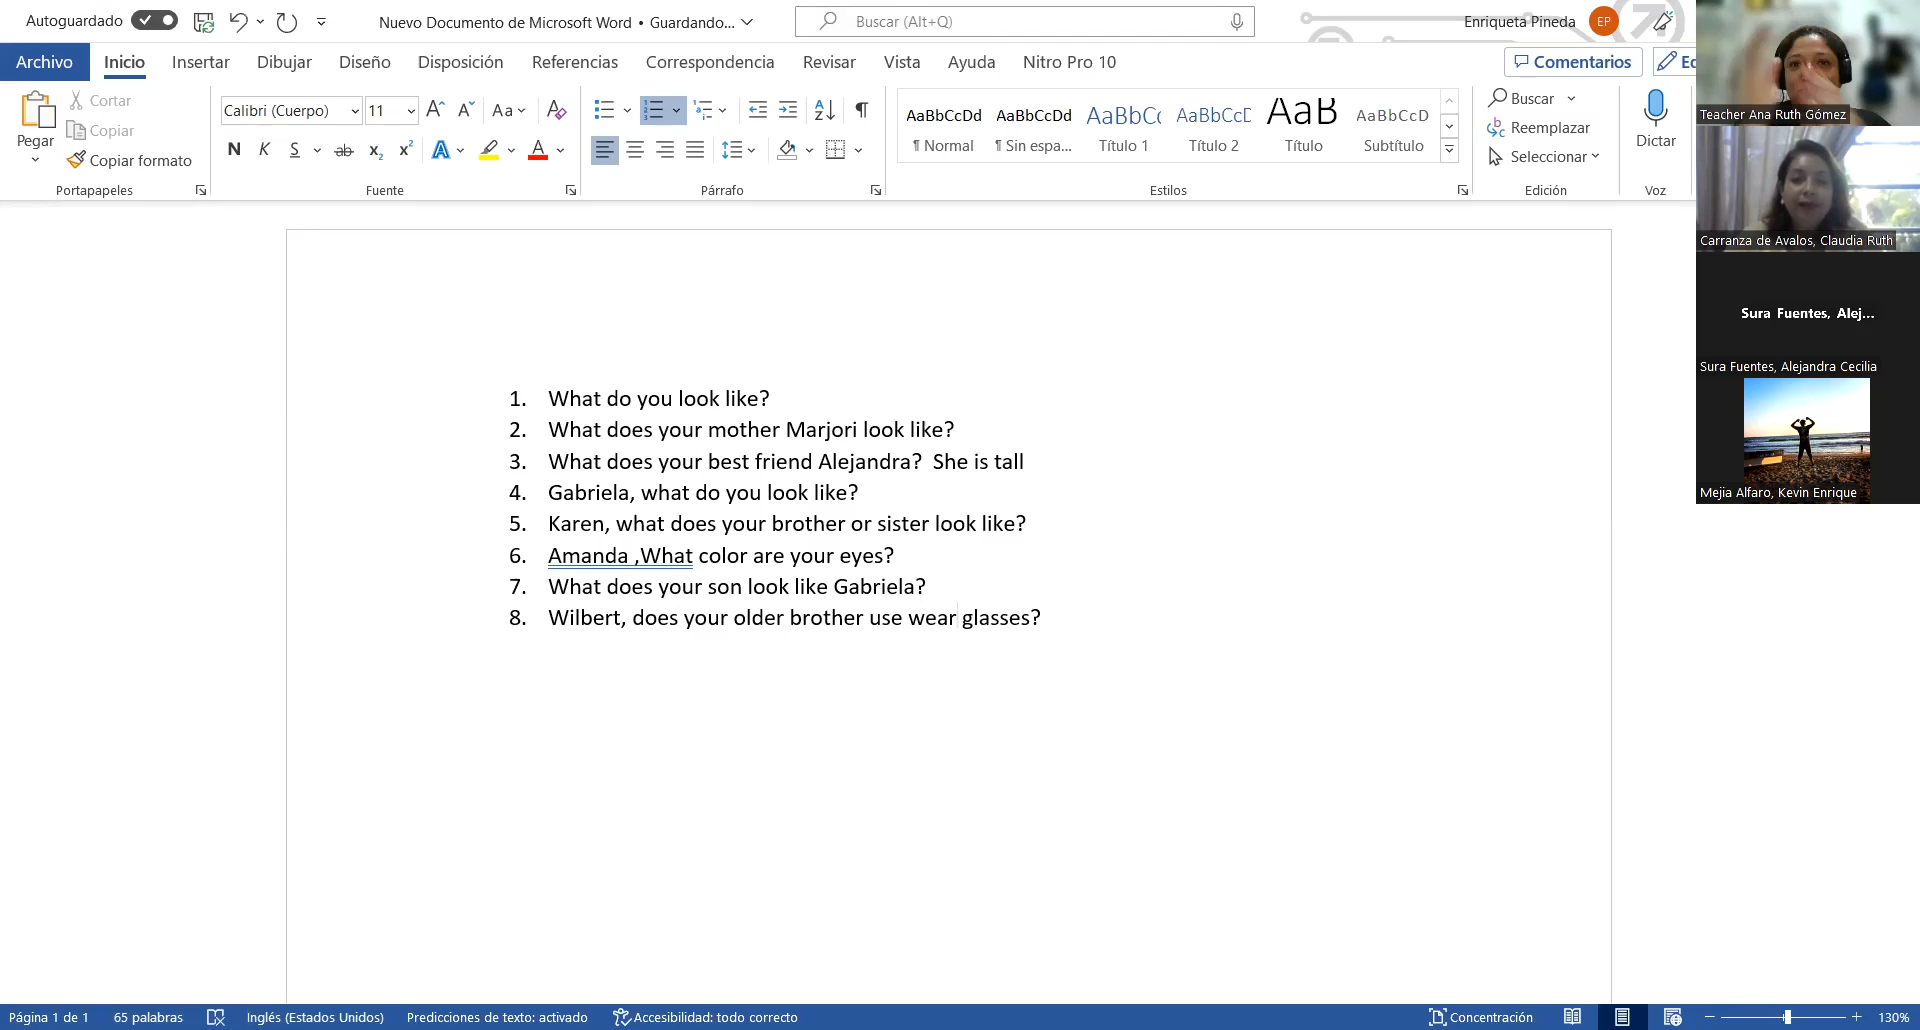 Autoguardado
Nuevo Documento de Microsoft Word • Guardando...
Buscar (Alt+Q)
Enriqueta Pineda
EP
Archivo Inicio Insertar Dibujar Diseño Disposición Referencias Correspondencia Revisar Vista Ayuda Nitro Pro 10
Comentarios
Ed
Pegar
Cortar
Copiar
Copiar formato
Portapapeles
Calibri (Cuerpo) 11
Aa
N K S ab x₂ x² A A
Fuente
Párrafo
AaBbCcDd AaBbCcDd AaBbCc AaBbCcD AaB AaBbCcD
¶ Normal ¶ Sin espa... Título 1 Título 2 Título Subtítulo
Estilos
Buscar
Reemplazar
Seleccionar
Edición
Dictar
Voz
Teacher Ana Ruth Gómez
Carranza de Avalos, Claudia Ruth
Sura Fuentes, Alej...
Sura Fuentes, Alejandra Cecilia
Mejia Alfaro, Kevin Enrique
1. What do you look like?
2. What does your mother Marjori look like?
3. What does your best friend Alejandra? She is tall
4. Gabriela, what do you look like?
5. Karen, what does your brother or sister look like?
6. Amanda ,What color are your eyes?
7. What does your son look like Gabriela?
8. Wilbert, does your older brother use wear glasses?
Página 1 de 1 65 palabras Inglés (Estados Unidos) Predicciones de texto: activado Accesibilidad: todo correcto Concentración 130%